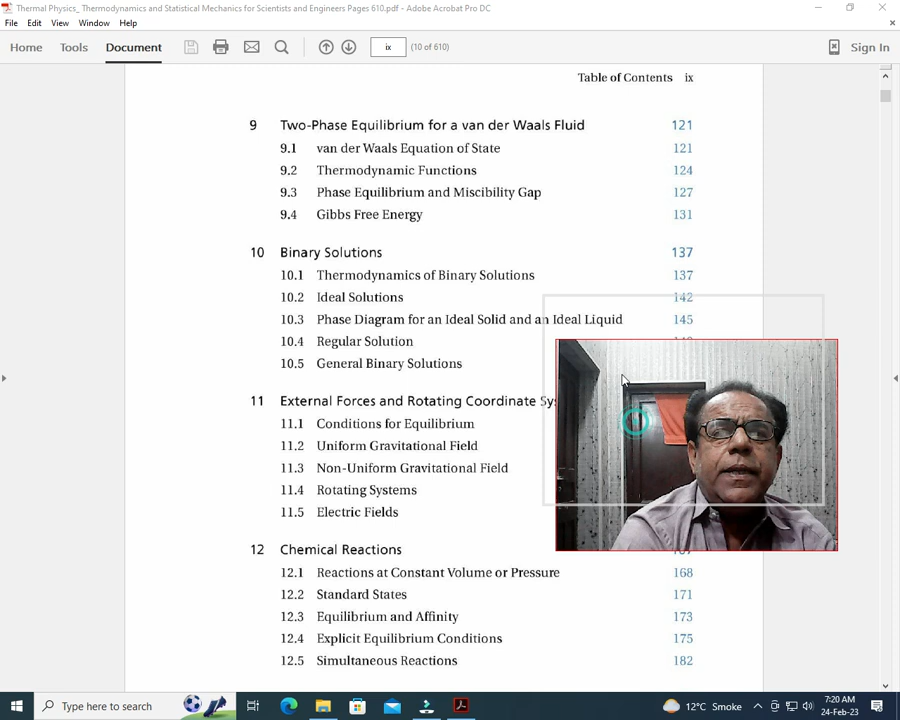 Thermal Physics_ Thermodynamics and Statistical Mechanics for Scientists and Engineers Pages 610.pdf - Adobe Acrobat Pro DC
File Edit View Window Help
Home Tools Document ix (10 of 610) Sign In
Table of Contents ix
9 Two-Phase Equilibrium for a van der Waals Fluid 121
9.1 van der Waals Equation of State 121
9.2 Thermodynamic Functions 124
9.3 Phase Equilibrium and Miscibility Gap 127
9.4 Gibbs Free Energy 131
10 Binary Solutions 137
10.1 Thermodynamics of Binary Solutions 137
10.2 Ideal Solutions 142
10.3 Phase Diagram for an Ideal Solid and an Ideal Liquid 145
10.4 Regular Solution
10.5 General Binary Solutions
11 External Forces and Rotating Coordinate
11.1 Conditions for Equilibrium
11.2 Uniform Gravitational Field
11.3 Non-Uniform Gravitational Field
11.4 Rotating Systems
11.5 Electric Fields
12 Chemical Reactions
12.1 Reactions at Constant Volume or Pressure 168
12.2 Standard States 171
12.3 Equilibrium and Affinity 173
12.4 Explicit Equilibrium Conditions 175
12.5 Simultaneous Reactions 182
Type here to search 12°C Smoke 7:20 AM
24-Feb-23